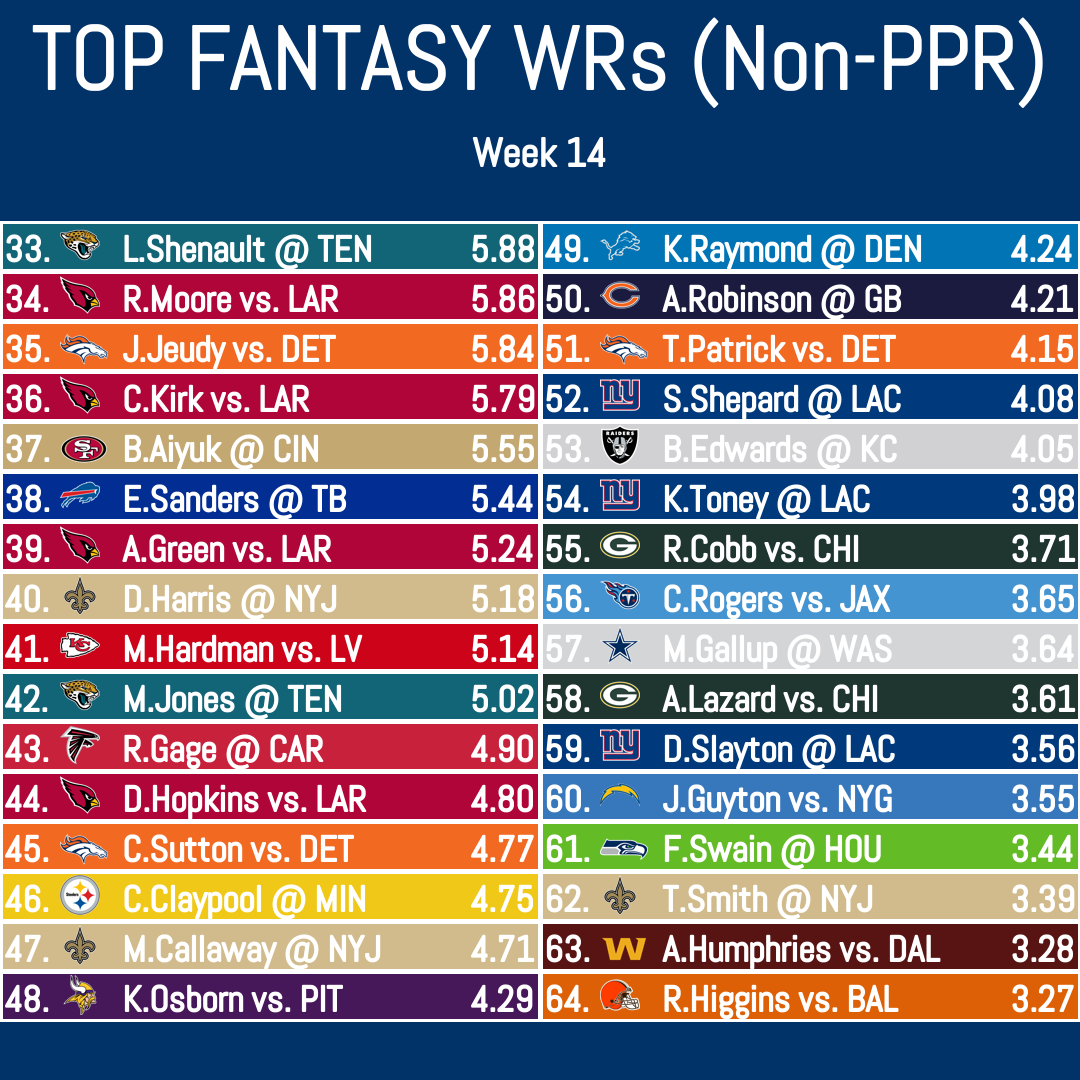 TOP FANTASY WRs (Non-PPR)
Week 14
33. L.Shenault @ TEN 5.88
34. R.Moore vs. LAR 5.86
35. J.Jeudy vs. DET 5.84
36. C.Kirk vs. LAR 5.79
37. B.Aiyuk @ CIN 5.55
38. E.Sanders @ TB 5.44
39. A.Green vs. LAR 5.24
40. D.Harris @ NYJ 5.18
41. M.Hardman vs. LV 5.14
42. M.Jones @ TEN 5.02
43. R.Gage @ CAR 4.90
44. D.Hopkins vs. LAR 4.80
45. C.Sutton vs. DET 4.77
46. C.Claypool @ MIN 4.75
47. M.Callaway @ NYJ 4.71
48. K.Osborn vs. PIT 4.29
49. K.Raymond @ DEN 4.24
50. A.Robinson @ GB 4.21
51. T.Patrick vs. DET 4.15
52. S.Shepard @ LAC 4.08
53. B.Edwards @ KC 4.05
54. K.Toney @ LAC 3.98
55. R.Cobb vs. CHI 3.71
56. C.Rogers vs. JAX 3.65
57. M.Gallup @ WAS 3.64
58. A.Lazard vs. CHI 3.61
59. D.Slayton @ LAC 3.56
60. J.Guyton vs. NYG 3.55
61. F.Swain @ HOU 3.44
62. T.Smith @ NYJ 3.39
63. A.Humphries vs. DAL 3.28
64. R.Higgins vs. BAL 3.27